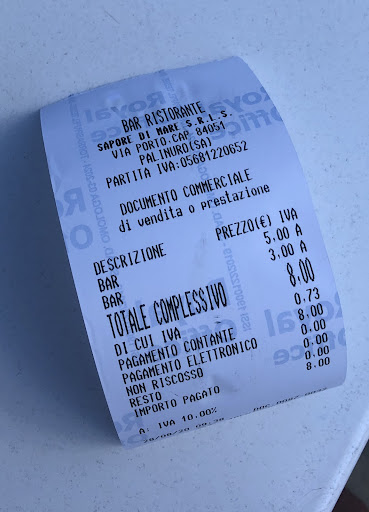 BAR RISTORANTE
SAPORE DI MARE S.R.L.S.
VIA PORTO.CAP.84051
PALINURO(SA)
PARTITA IVA:05681220652
DOCUMENTO COMMERCIALE
di vendita o prestazione
DESCRIZIONE PREZZO(€) IVA
BAR 5,00 A
BAR 3,00 A
TOTALE COMPLESSIVO 8,00
DI CUI IVA 0,73
PAGAMENTO CONTANTE 8.00
PAGAMENTO ELETTRONICO 0.00
NON RISCOSSO 0.00
RESTO 0.00
IMPORTO PAGATO 8.00
A: IVA 10.00%